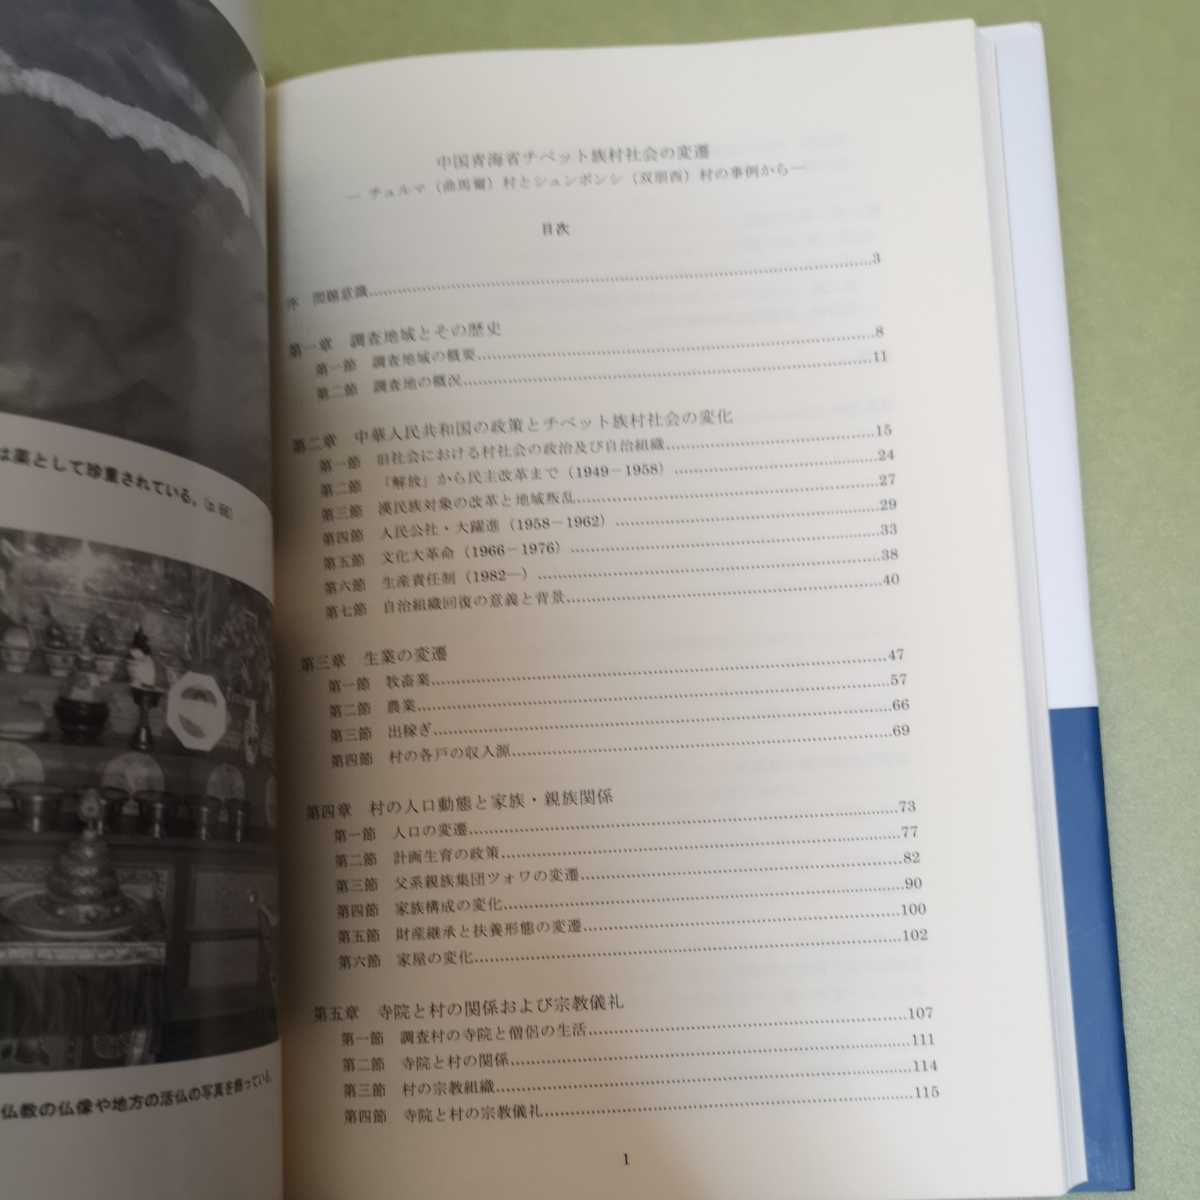 は薬として珍重されている。
仏教の仏像や地方の活仏の写真を飾っている。
中国青海省チベット族村社会の変遷
― チュルマ（曲馬爾）村とシュンポンシ（双朋西）村の事例から―
目次
序 問題意識……3
第一章 調査地域とその歴史
第一節 調査地域の概要……8
第二節 調査地の概況……11
第二章 中華人民共和国の政策とチベット族村社会の変化
第一節 旧社会における村社会の政治及び自治組織……15
第二節 「解放」から民主改革まで（1949－1958）……24
第三節 漢民族対象の改革と地域叛乱……27
第四節 人民公社・大躍進（1958－1962）……29
第五節 文化大革命（1966－1976）……33
第六節 生産責任制（1982―）……38
第七節 自治組織回復の意義と背景……40
第三章 生業の変遷
第一節 牧畜業……47
第二節 農業……57
第三節 出稼ぎ……66
第四節 村の各戸の収入源……69
第四章 村の人口動態と家族・親族関係
第一節 人口の変遷……73
第二節 計画生育の政策……77
第三節 父系親族集団ツォワの変遷……82
第四節 家族構成の変化……90
第五節 財産継承と扶養形態の変遷……100
第六節 家屋の変化……102
第五章 寺院と村の関係および宗教儀礼
第一節 調査村の寺院と僧侶の生活……107
第二節 寺院と村の関係……111
第三節 村の宗教組織……114
第四節 寺院と村の宗教儀礼……115
1